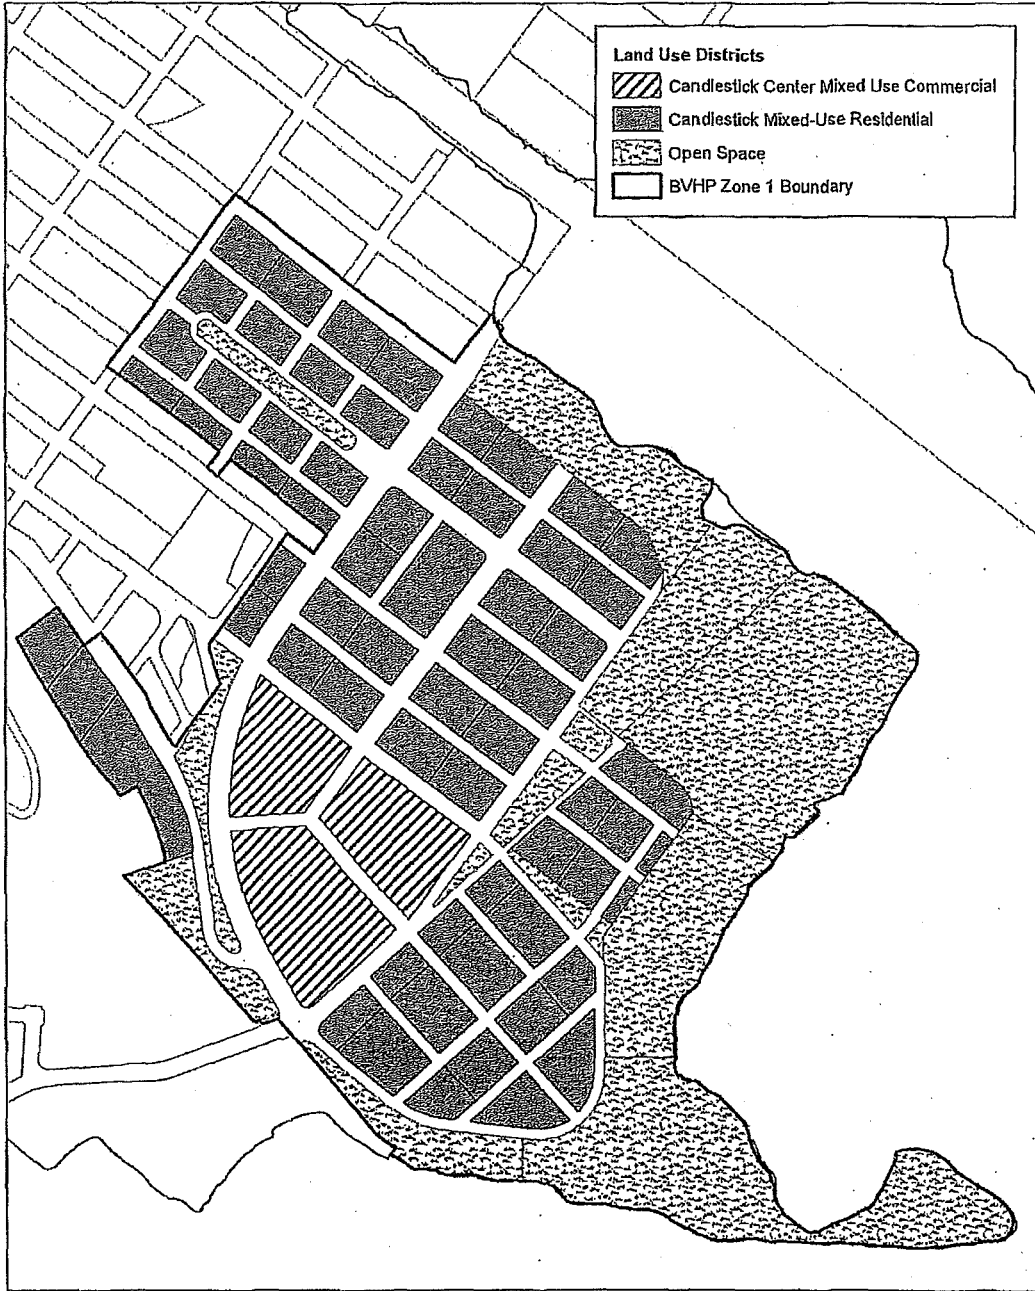 Land Use Districts
Candlestick Center Mixed Use Commercial
Candlestick Mixed-Use Residential
Open Space
BVHP Zone 1 Boundary